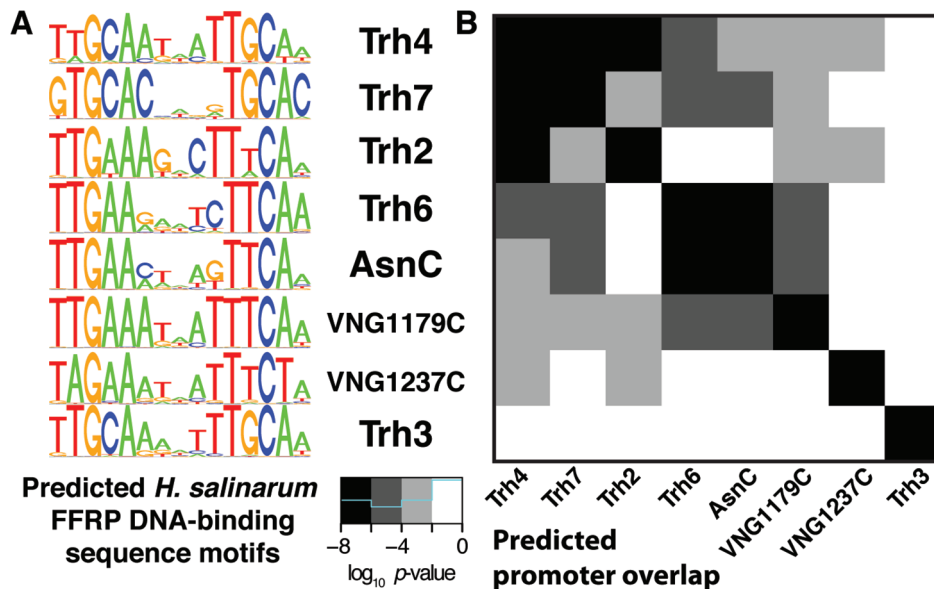 A
B
Trh4
Trh7
Trh2
Trh6
AsnC
VNG1179C
VNG1237C
Trh3
Predicted H. salinarum
FFRP DNA-binding
sequence motifs
−8 −4 0
log10 p-value
Trh4 Trh7 Trh2 Trh6 AsnC VNG1179C VNG1237C Trh3
Predicted
promoter overlap